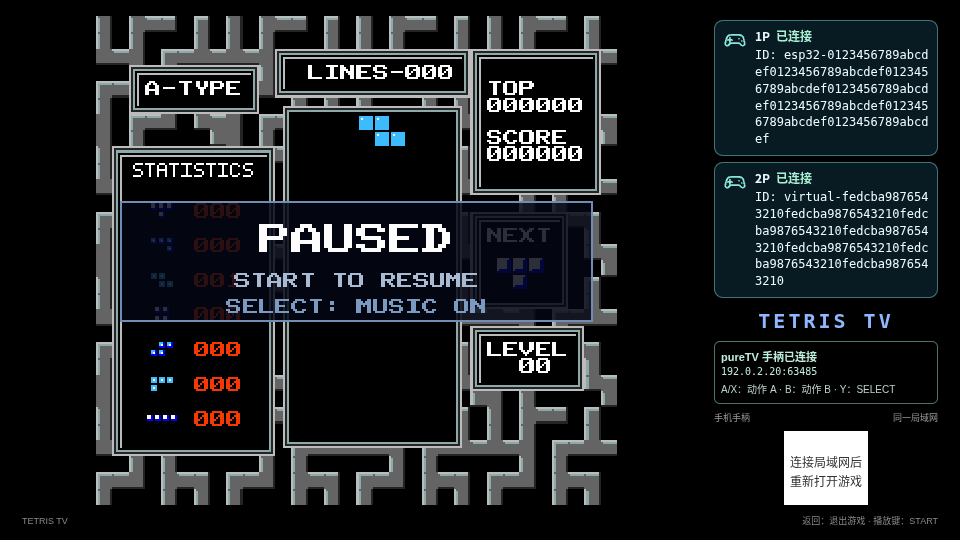 A-TYPE
LINES-000
TOP
000000
SCORE
000000
STATISTICS
000
000
001
000
PAUSED
START TO RESUME
SELECT: MUSIC ON
NEXT
000
000
000
LEVEL
00
1P 已连接
ID: esp32-0123456789abcd
ef0123456789abcdef012345
6789abcdef0123456789abcd
ef0123456789abcdef012345
6789abcdef0123456789abcd
ef
2P 已连接
ID: virtual-fedcba987654
3210fedcba9876543210fedc
ba9876543210fedcba987654
3210fedcba9876543210fedc
ba9876543210fedcba987654
3210
TETRIS TV
pureTV 手柄已连接
192.0.2.20:63485
A/X：动作 A · B：动作 B · Y：SELECT
手机手柄
同一局域网
连接局域网后
重新打开游戏
TETRIS TV
返回：退出游戏 · 播放键：START